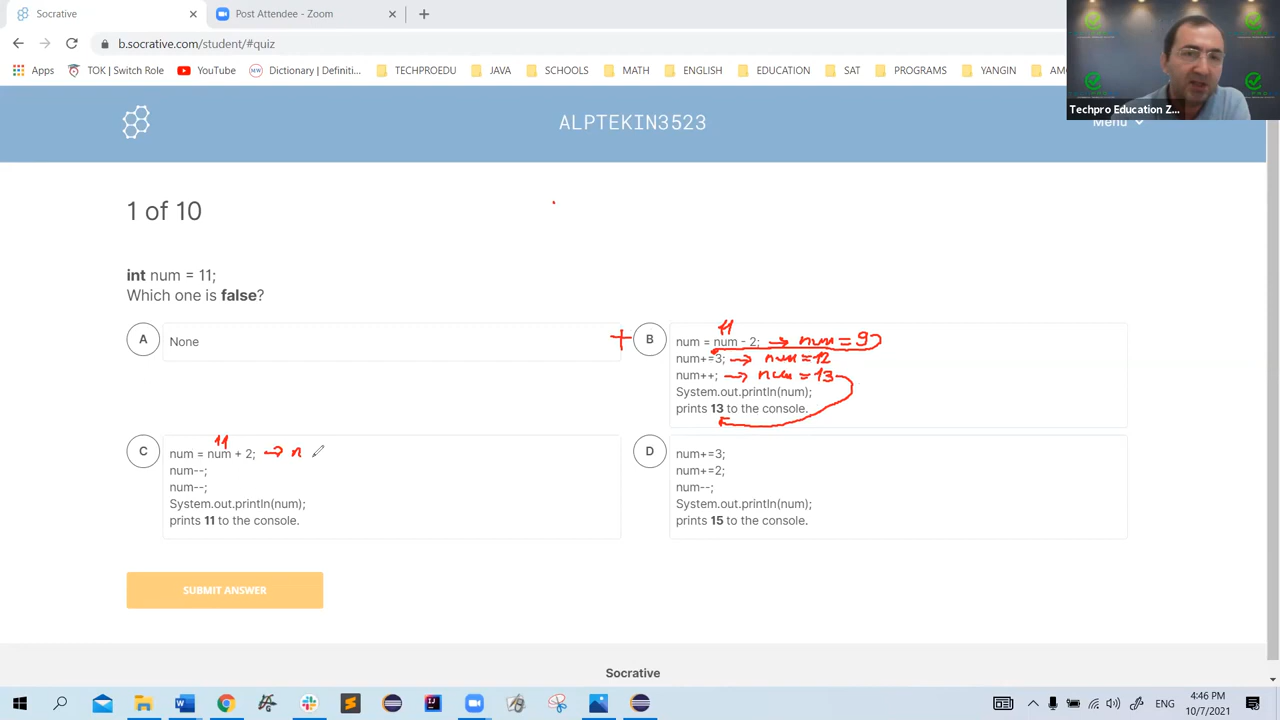 Socrative
Post Attendee - Zoom
b.socrative.com/student/#quiz
Apps
TOK | Switch Role
YouTube
Dictionary | Definiti...
TECHPROEDU
JAVA
SCHOOLS
MATH
ENGLISH
EDUCATION
SAT
PROGRAMS
YANGIN
Techpro Education Z...
ALPTEKIN3523
Menu
1 of 10
int num = 11;
Which one is false?
A
None
B
11
num = num - 2; → num = 9
num+=3; → num = 12
num++; → num = 13
System.out.println(num);
prints 13 to the console.
C
11
num = num + 2; → n
num--;
num--;
System.out.println(num);
prints 11 to the console.
D
num+=3;
num+=2;
num--;
System.out.println(num);
prints 15 to the console.
SUBMIT ANSWER
Socrative
4:46 PM
10/7/2021